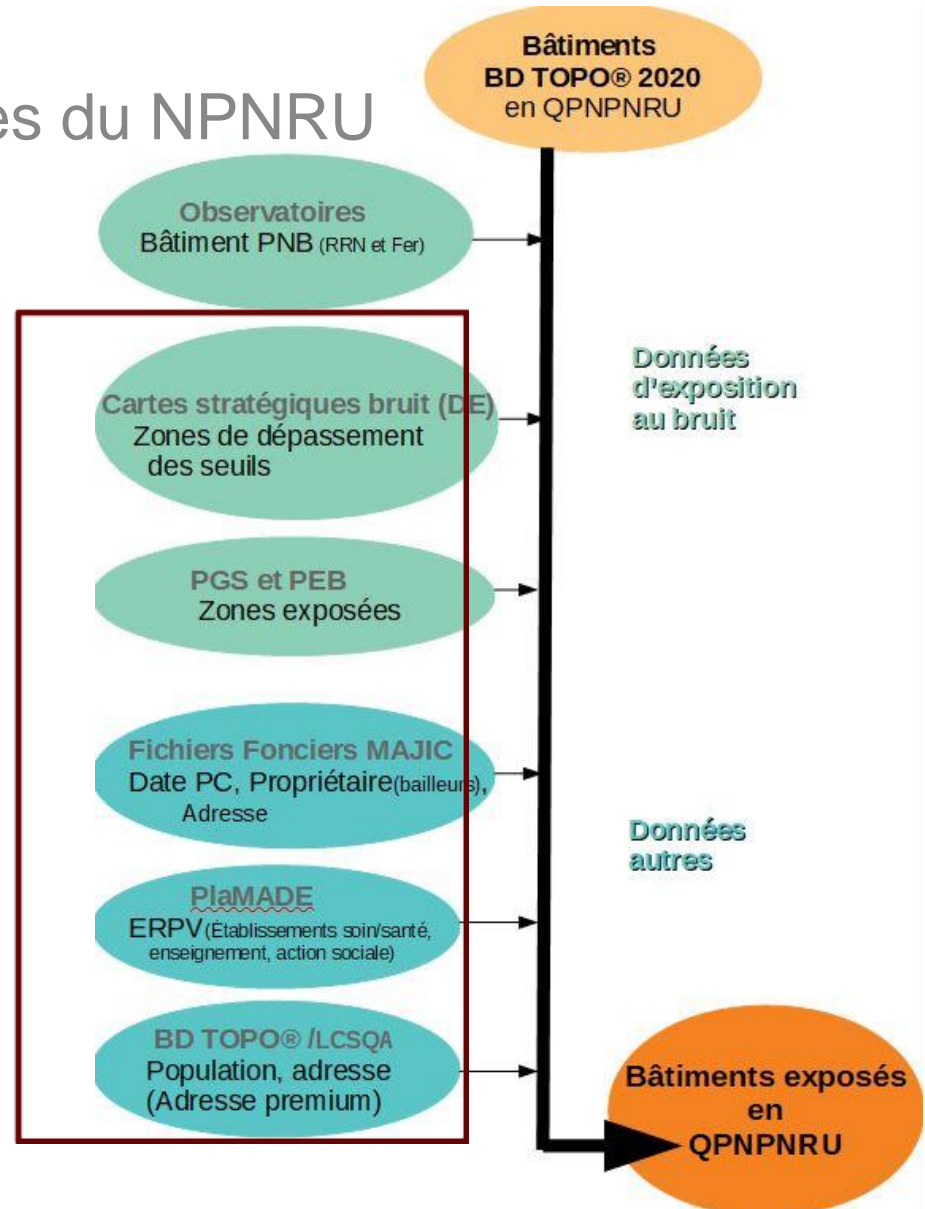 Bâtiments
BD TOPO® 2020
en QPNPNRU
es du NPNRU
Observatoires
Bâtiment PNB (RRN et Fer)
Cartes stratégiques bruit (DE)
Zones de dépassement
des seuils
Données
d'exposition
au bruit
PGS et PEB
Zones exposées
Fichiers Fonciers MAJIC
Date PC, Propriétaire(bailleurs),
Adresse
Données
autres
PlaMADE
ERPV(Établissements soin/santé,
enseignement, action sociale)
BD TOPO® /LCSQA
Population, adresse
(Adresse premium)
Bâtiments exposés
en
QPNPNRU